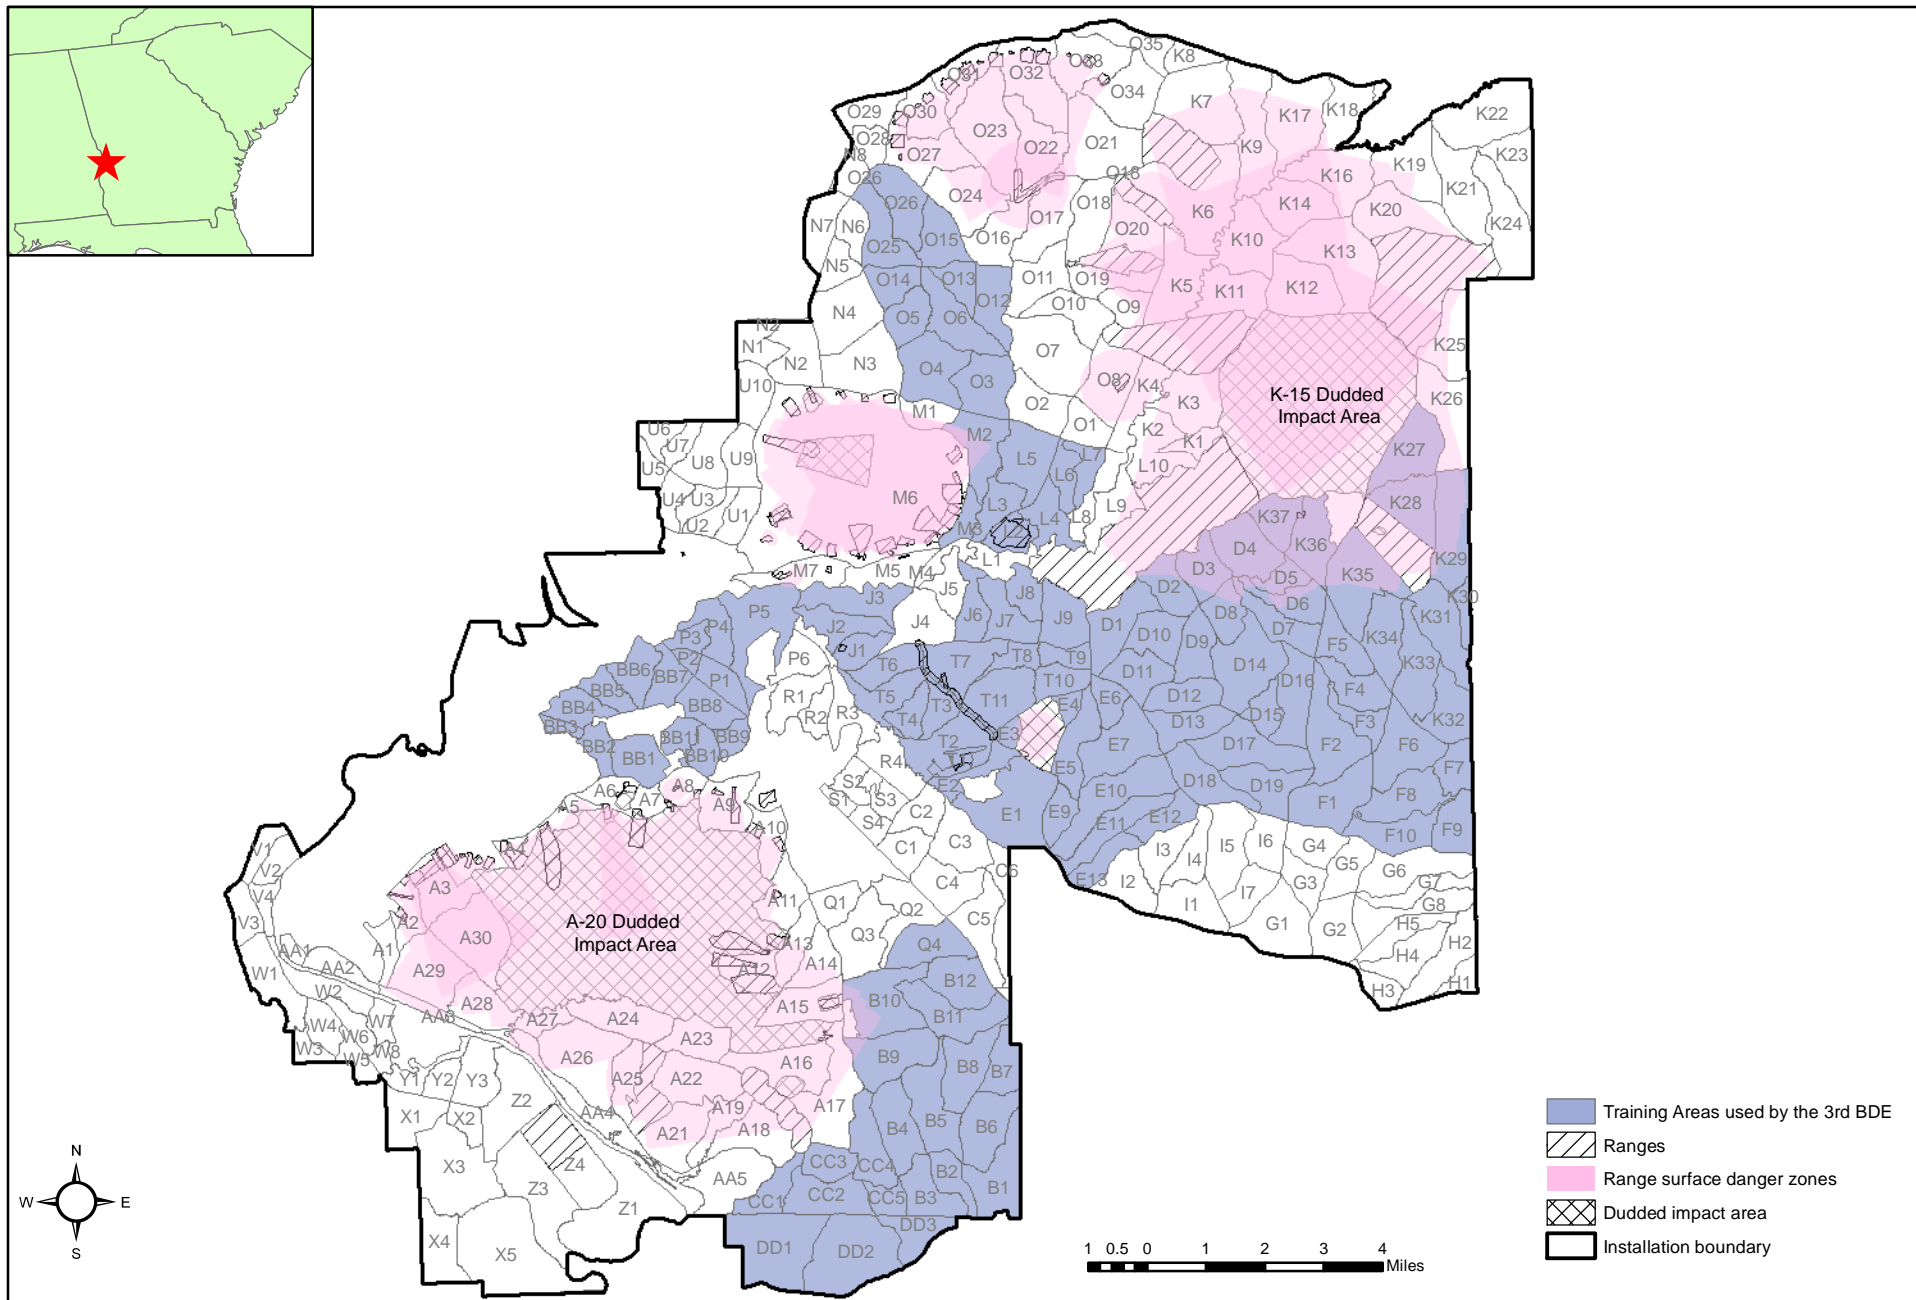 O35
K8
O33
O31
O32
O34
K7
K17
K18
K22
O29
O30
O28
N8
O27
O23
O22
O21
K9
K23
K19
K16
K21
O26
O26
O24
O18
O18
K14
K20
K24
N7
N6
O25
O15
O16
O17
O20
K6
K10
K13
N5
O14
O13
O12
O11
O19
K5
K11
K12
N4
O5
O6
O10
O9
N2
N1
N2
N3
O4
O3
O7
O8
K4
K3
K-15 Dudded
Impact Area
K25
K26
U10
M1
O2
O1
K2
K1
K27
U6
U7
U5
U8
U9
M2
L5
L7
L6
L10
U4
U3
U2
U1
M6
L3
L4
L8
L9
K28
M3
L2
K37
D4
K36
K29
M7
M5
M4
L1
D3
D5
K35
K30
J3
J5
J8
D2
D8
D6
K31
P5
P4
P3
J2
J4
J6
J7
J9
D1
D10
D9
D7
K34
P2
BB6
BB7
P1
J1
T6
T7
T8
T9
D11
D14
F5
K33
P6
BB5
BB4
BB8
R1
R2
R3
T5
T3
T4
T11
T10
E4
E6
D12
D16
F4
BB3
BB2
BB11
BB9
BB10
BB1
T2
T1
E3
E7
D13
D15
D17
F3
F2
K32
F6
R4
E2
E5
E10
D18
D19
F7
F8
A6
A7
A8
A9
S2
S1
S3
S4
C2
C1
C3
E1
E9
E11
E12
F1
F10
F9
A5
A4
A10
I3
I4
I5
I6
G4
G5
G6
V1
V2
V4
V3
A3
C4
C6
E13
I2
I1
I7
G3
G7
G8
A2
A30
A-20 Dudded
Impact Area
A11
Q1
Q2
Q3
C5
G1
G2
H5
H2
H4
AA1
AA2
A1
A29
A13
A12
A14
Q4
H3
H1
W1
W2
A28
AA3
A27
A24
A15
B10
B12
B11
W4
W3
W6
W5
W7
W8
A26
A23
A16
B9
B8
B7
Y1
Y2
Y3
A25
A22
A19
A17
X1
X2
Z2
AA4
A21
A18
B4
B5
B6
X3
Z4
Z3
AA5
CC3
CC4
B2
Z1
CC1
CC2
CC5
B3
B1
X4
X5
DD3
DD1
DD2
Training Areas used by the 3rd BDE
Ranges
Range surface danger zones
Dudded impact area
Installation boundary
N
W
E
S
1 0.5 0 1 2 3 4
Miles